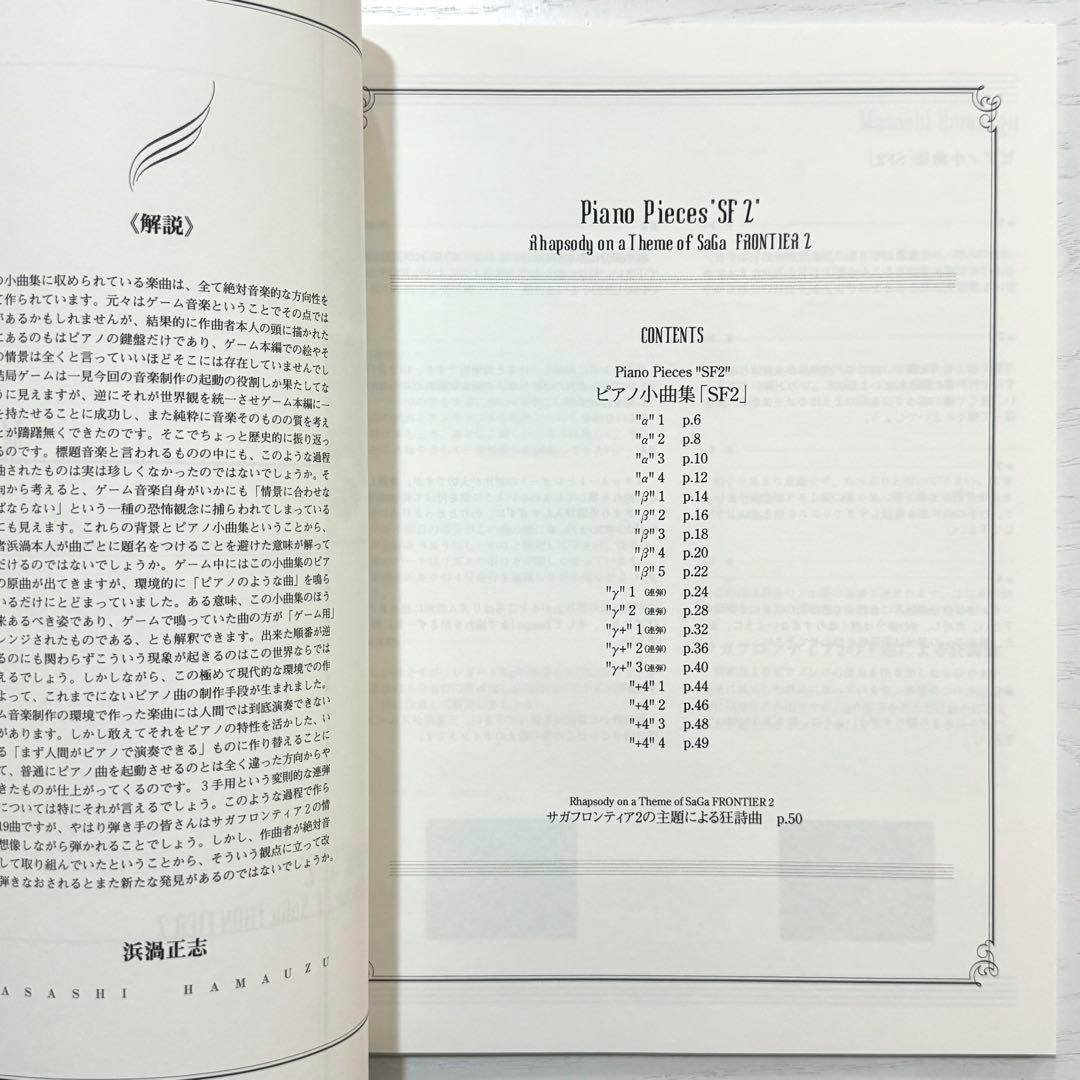 《解説》
の小曲集に収められている楽曲は、全て絶対音楽的な方向性を
て作られています。元々はゲーム音楽ということでその点では
があるかもしれませんが、結果的に作曲者本人の頭に描かれた
にあるのもはピアノの鍵盤だけであり、ゲーム本編での絵やそ
の情景は全くと言っていいほどそこには存在していませんでし
結局ゲームは一見今回の音楽制作の起動の役割しか果たしてな
うに見えますが、逆にそれが世界観を統一させゲーム本編に一
を持たせることに成功し、また純粋に音楽そのものの質を考え
とが躊躇無くできたのです。そこでちょっと歴史的に振り返っ
るのです。標題音楽と言われるものの中にも、このような過程
曲されたものは実は珍しくなかったのではないでしょうか。そ
向から考えると、ゲーム音楽自身がいかにも「情景に合わせな
ばならない」という一種の恐怖観念に捕らわれてしまっている
にも見えます。これらの背景とピアノ小曲集ということから、
者浜渦本人が曲ごとに題名をつけることを避けた意味が解って
だけるのではないでしょうか。ゲーム中にはこの小曲集のピア
の原曲が出てきますが、環境的に「ピアノのような曲」を鳴ら
いるだけにとどまっていました。ある意味、この小曲集のほう
来あるべき姿であり、ゲームで鳴っていた曲の方が「ゲーム用」
レンジされたものである、とも解釈できます。出来た順番が逆
るのにも関わらずこういう現象が起きるのはこの世界ならでは
えるでしょう。しかしながら、この極めて現代的な環境での作
よって、これまでにないピアノ曲の制作手段が生まれました。
ム音楽制作の環境で作った楽曲には人間では到底演奏できない
があります。しかし敢えてそれをピアノの特性を活かした、い
る「まず人間がピアノで演奏できる」ものに作り替えることに
て、普通にピアノ曲を起動させるのとは全く違った方向からや
きたものが仕上がってくるのです。3手用という変則的な連弾
については特にそれが言えるでしょう。このような過程で作ら
19曲ですが、やはり弾き手の皆さんはサガフロンティア2の情
想像しながら弾かれることでしょう。しかし、作曲者が絶対音
して取り組んでいたということから、そういう観点に立って改
弾きなおされるとまた新たな発見があるのではないでしょうか。
浜渦正志
ASASHI HAMAUZU
Piano Pieces "SF2"
Rhapsody on a Theme of SaGa FRONTIER 2
CONTENTS
Piano Pieces "SF2"
ピアノ小曲集「SF2」
"α" 1 p.6
"α" 2 p.8
"α" 3 p.10
"α" 4 p.12
"β" 1 p.14
"β" 2 p.16
"β" 3 p.18
"β" 4 p.20
"β" 5 p.22
"γ" 1 (連弾) p.24
"γ" 2 (連弾) p.28
"γ+" 1 (連弾) p.32
"γ+" 2 (連弾) p.36
"γ+" 3 (連弾) p.40
"+4" 1 p.44
"+4" 2 p.46
"+4" 3 p.48
"+4" 4 p.49
Rhapsody on a Theme of SaGa FRONTIER 2
サガフロンティア2の主題による狂詩曲 p.50